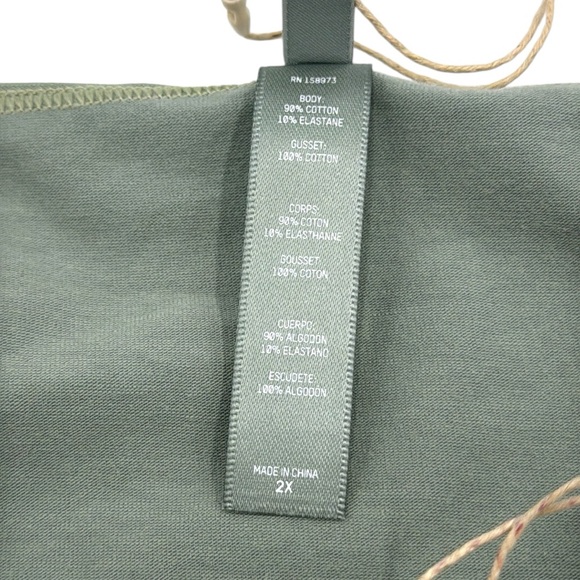 RN 158973
BODY:
90% COTTON
10% ELASTANE
GUSSET:
100% COTTON
CORPS:
90% COTON
10% ELASTHANNE
GOUSSET:
100% COTON
CUERPO:
90% ALGODON
10% ELASTANO
ESCUDETE:
100% ALGODON
MADE IN CHINA
2X